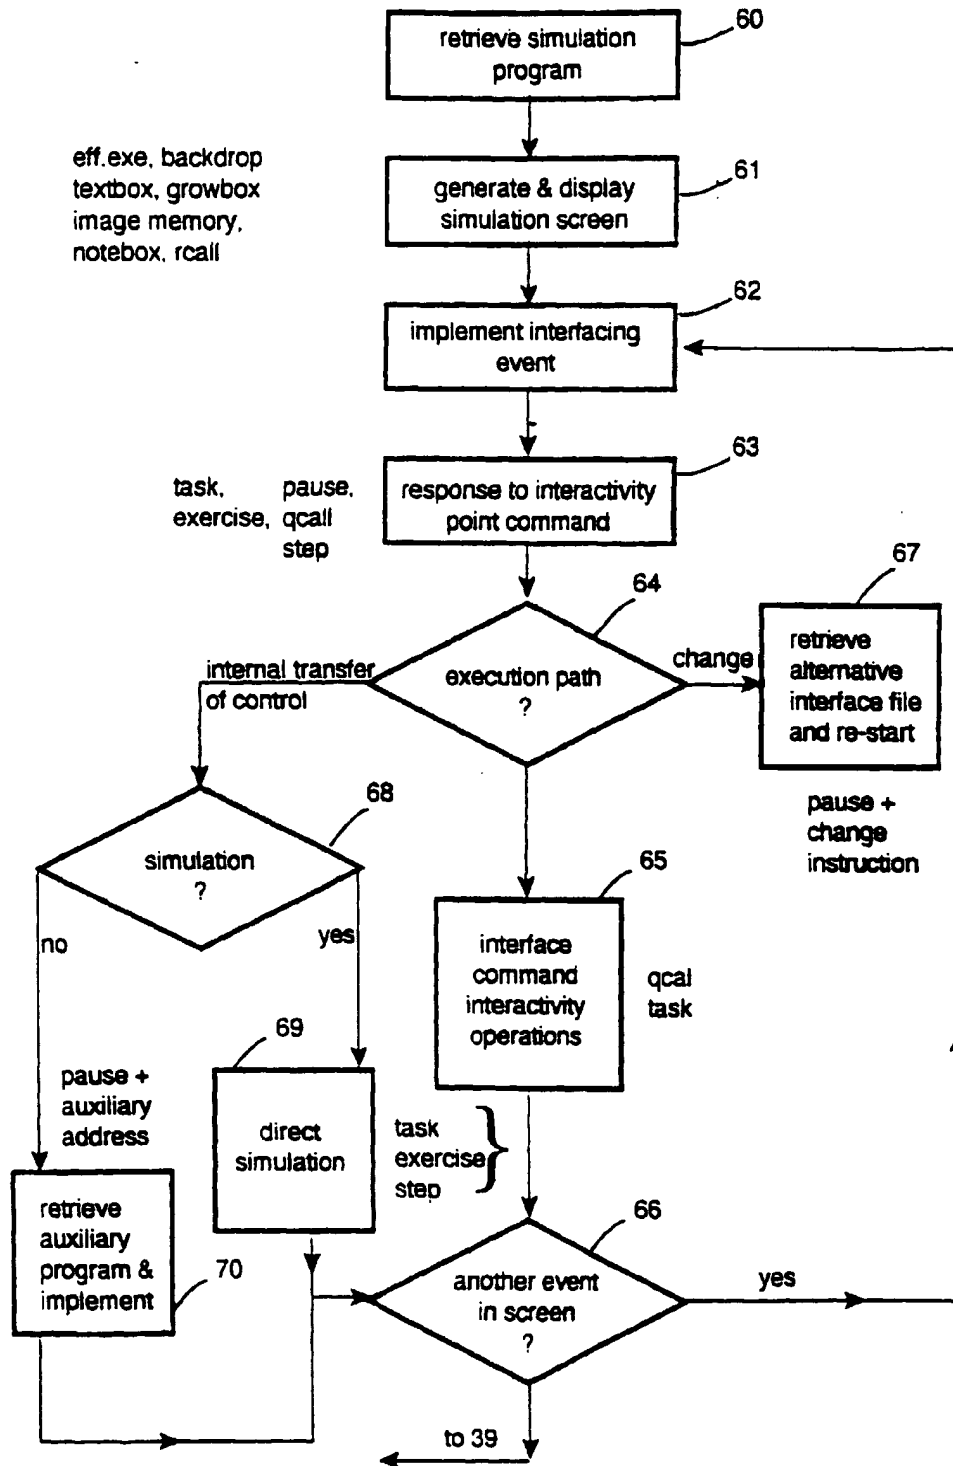 retrieve simulation
program
60
eff.exe, backdrop
textbox, growbox
image memory,
notebox, rcall
generate & display
simulation screen
61
implement interfacing
event
62
task,
exercise,
pause,
qcall
step
response to interactivity
point command
63
64
execution path
?
internal transfer
of control
change
67
retrieve
alternative
interface file
and re-start
pause +
change
instruction
simulation
?
68
no
yes
65
interface
command
interactivity
operations
qcal
task
pause +
auxiliary
address
69
direct
simulation
task
exercise
step
}
retrieve
auxiliary
program &
implement
70
66
another event
in screen
?
yes
to 39